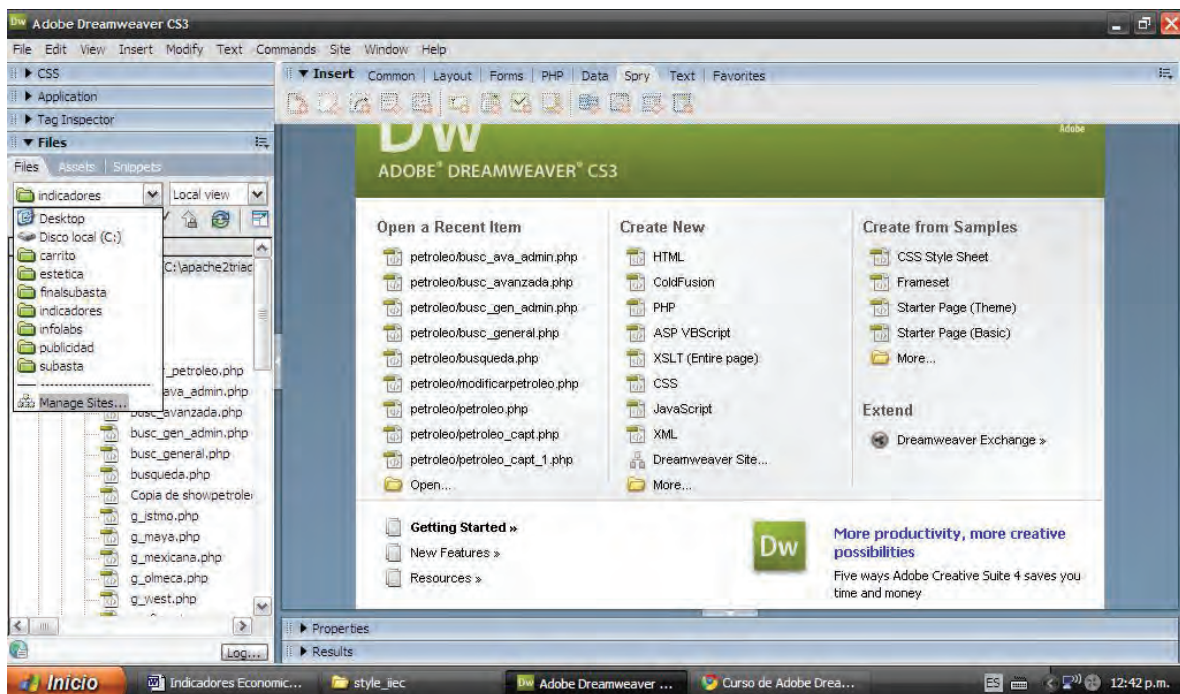 Dw Adobe Dreamweaver CS3
File Edit View Insert Modify Text Commands Site Window Help
CSS
Application
Tag Inspector
Files
Files Assets Snippets
indicadores Local view
Desktop
Disco local (C:)
carrito
estetica
finalsubasta
indicadores
infolabs
publicidad
subasta
Manage Sites...
C:\apache2triad
_petroleo.php
ava_admin.php
busc_avanzada.php
busc_gen_admin.php
busc_general.php
busqueda.php
Copia de showpetrole
g_istmo.php
g_maya.php
g_mexicana.php
g_olmeca.php
g_west.php
Log...
Insert Common Layout Forms PHP Data Spry Text Favorites
DW
Adobe
ADOBE® DREAMWEAVER® CS3
Open a Recent Item
petroleo/busc_ava_admin.php
petroleo/busc_avanzada.php
petroleo/busc_gen_admin.php
petroleo/busc_general.php
petroleo/busqueda.php
petroleo/modificarpetroleo.php
petroleo/petroleo.php
petroleo/petroleo_capt.php
petroleo/petroleo_capt_1.php
Open...
Create New
HTML
ColdFusion
PHP
ASP VBScript
XSLT (Entire page)
CSS
JavaScript
XML
Dreamweaver Site...
More...
Create from Samples
CSS Style Sheet
Frameset
Starter Page (Theme)
Starter Page (Basic)
More...
Extend
Dreamweaver Exchange »
Getting Started »
New Features »
Resources »
Dw
More productivity, more creative
possibilities
Five ways Adobe Creative Suite 4 saves you
time and money
Properties
Results
Inicio Indicadores Economic... style_iiec Dw Adobe Dreamweaver ... Curso de Adobe Drea... ES 12:42 p.m.